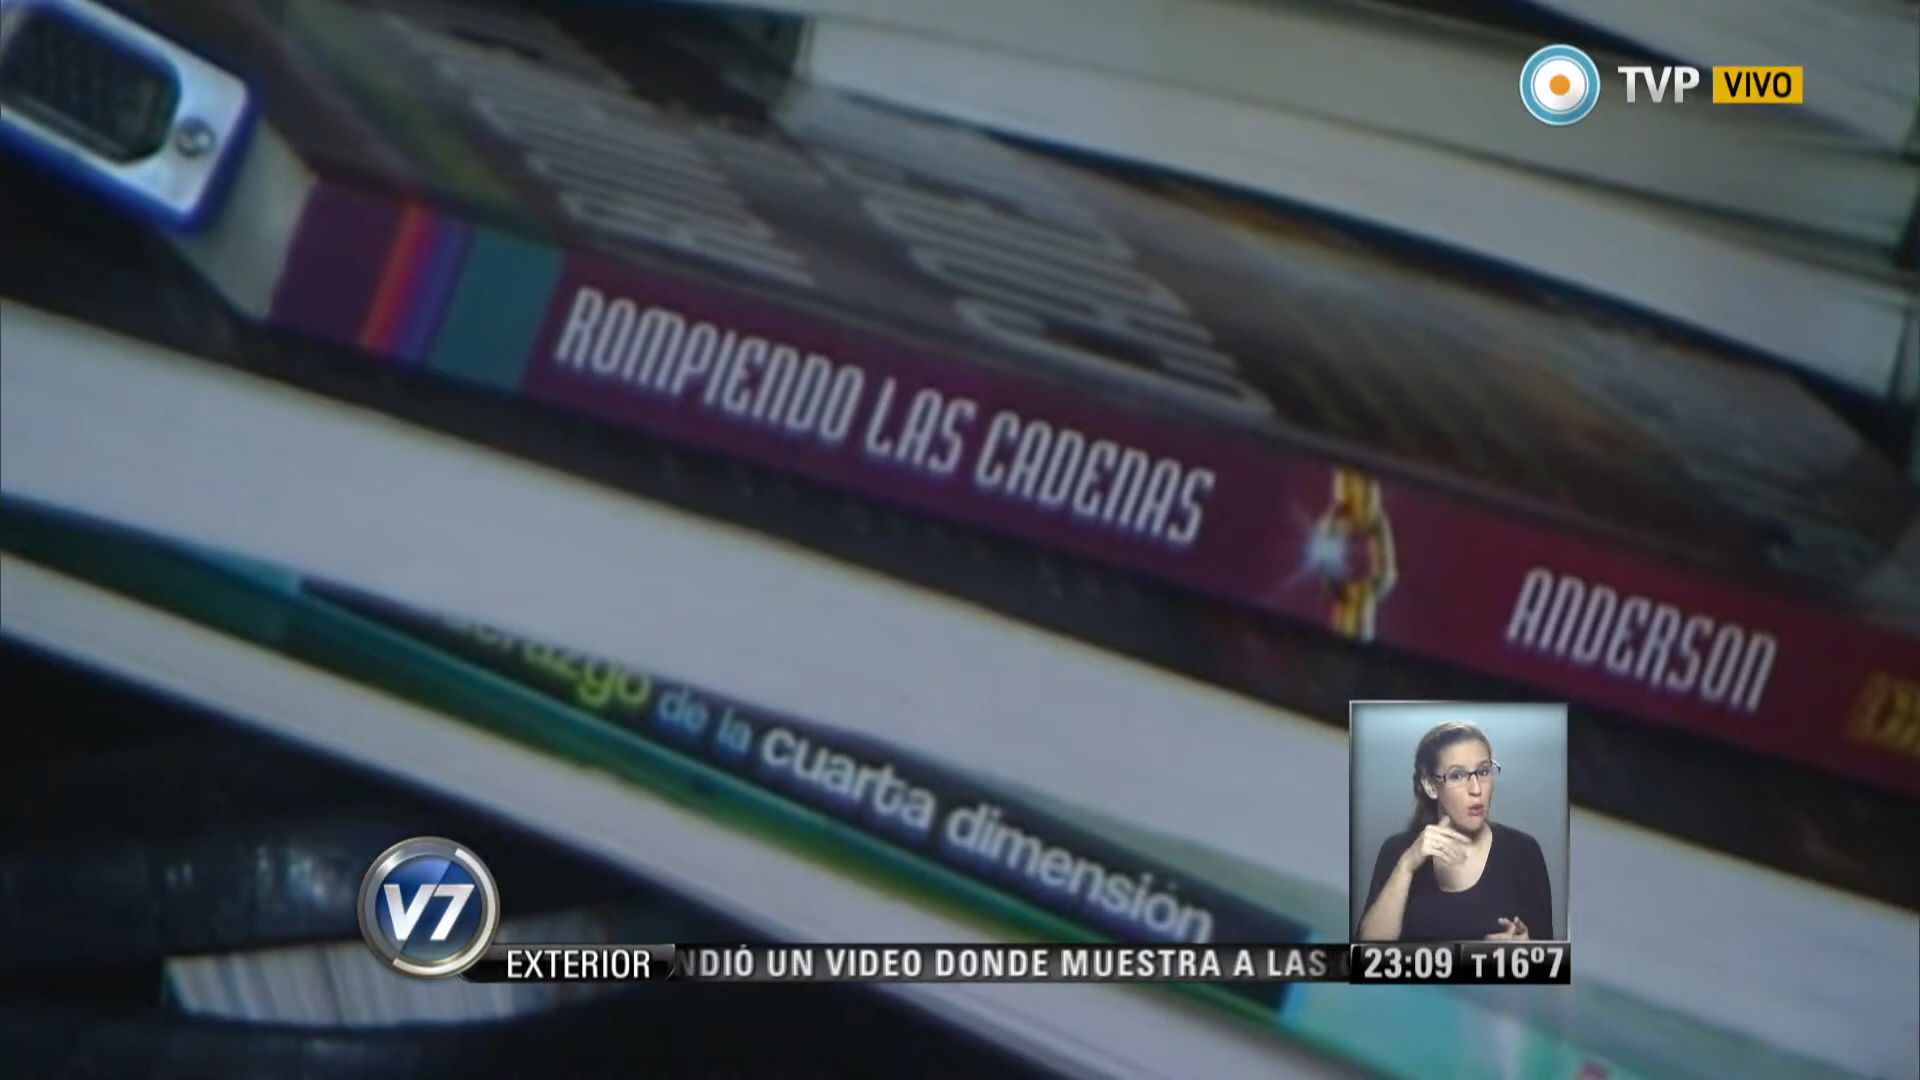 TVP VIVO
ROMPIENDO LAS CADENAS
ANDERSON
de la cuarta dimensión
V7
EXTERIOR
NDIÓ UN VIDEO DONDE MUESTRA A LAS
23:09 T16º7